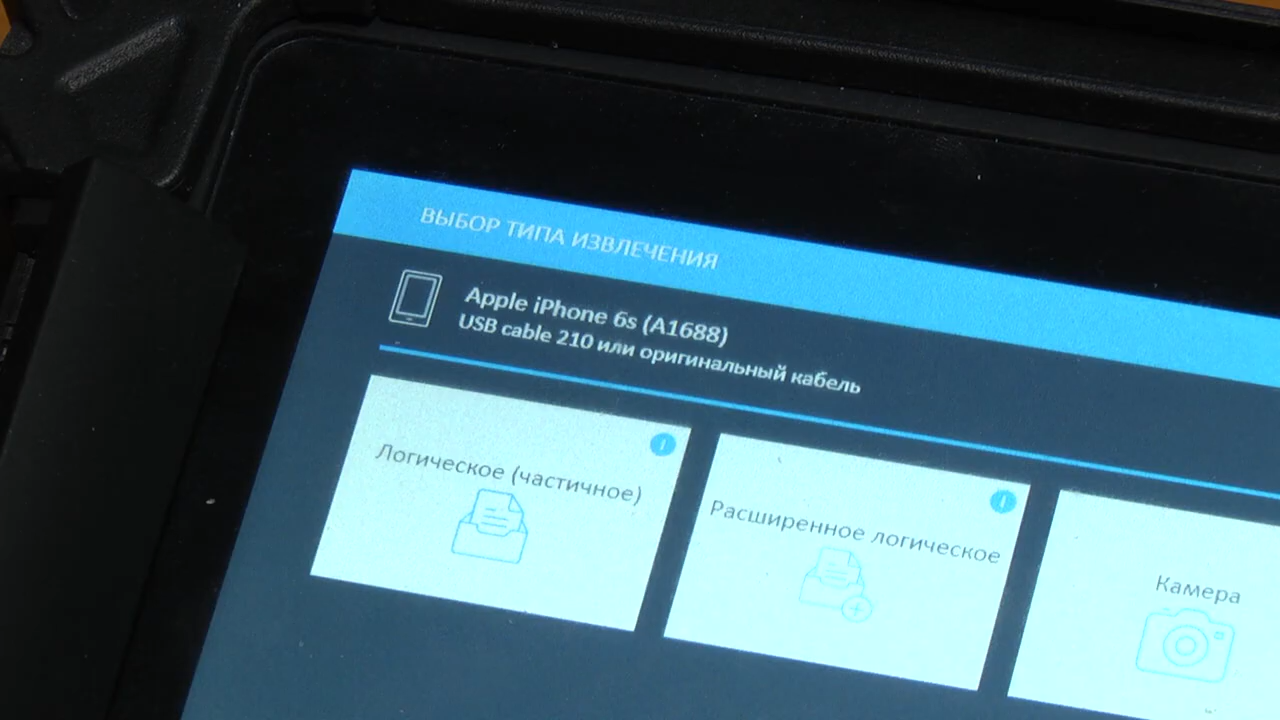 ВЫБОР ТИПА ИЗВЛЕЧЕНИЯ
Apple iPhone 6s (A1688)
USB cable 210 или оригинальный кабель
Логическое (частичное)
Расширенное логическое
Камера